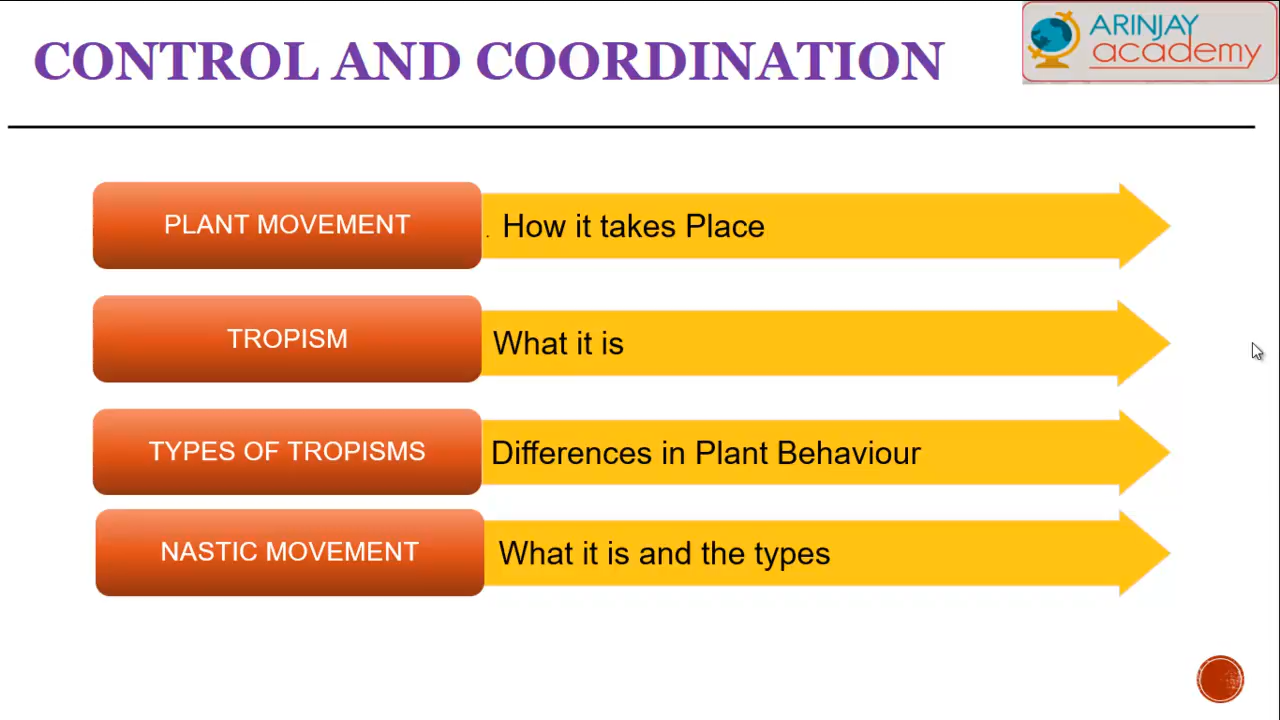 CONTROL AND COORDINATION
ARINJAY
academy
PLANT MOVEMENT
. How it takes Place
TROPISM
What it is
TYPES OF TROPISMS
Differences in Plant Behaviour
NASTIC MOVEMENT
What it is and the types